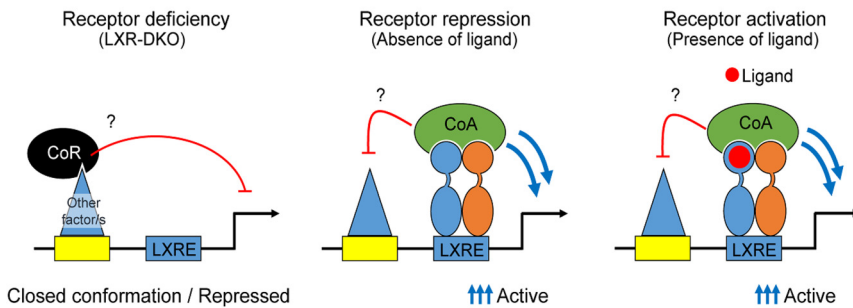 Receptor deficiency
(LXR-DKO)
Receptor repression
(Absence of ligand)
Receptor activation
(Presence of ligand)
Ligand
?
CoR
Other
factor/s
LXRE
?
CoA
LXRE
?
CoA
LXRE
Closed conformation / Repressed
Active
Active